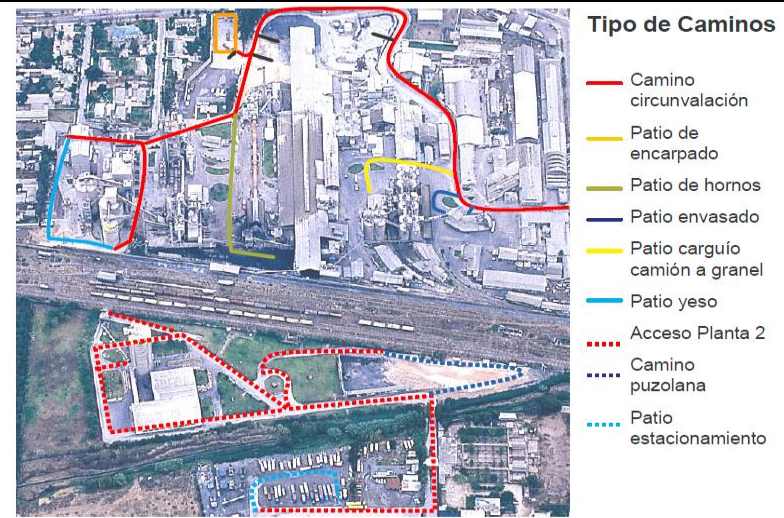 Tipo de Caminos
Camino
circunvalación
Patio de
encarpado
Patio de hornos
Patio envasado
Patio carguío
camión a granel
Patio yeso
Acceso Planta 2
Camino
puzolana
Patio
estacionamiento